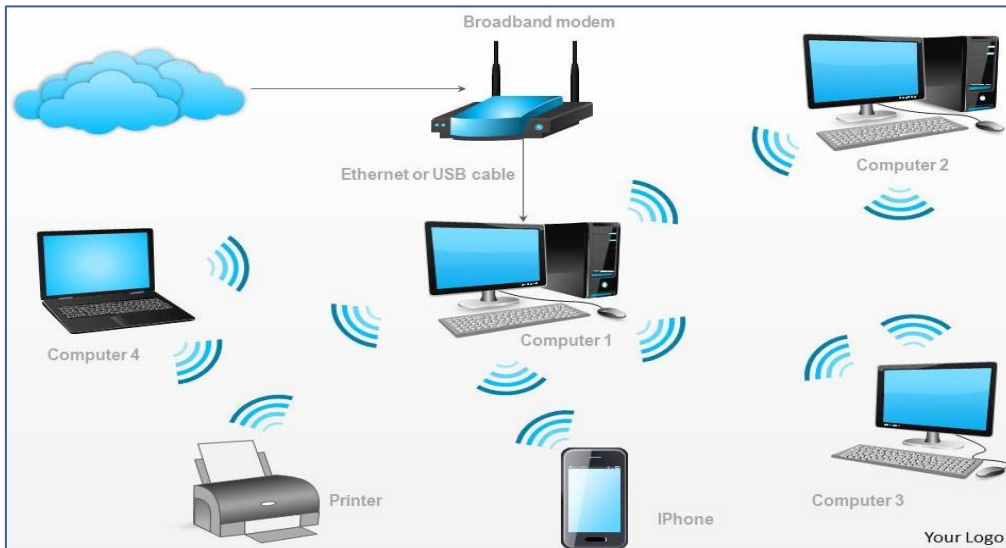 Broadband modem
Computer 2
Ethernet or USB cable
Computer 1
Computer 4
Printer
IPhone
Computer 3
Your Logo